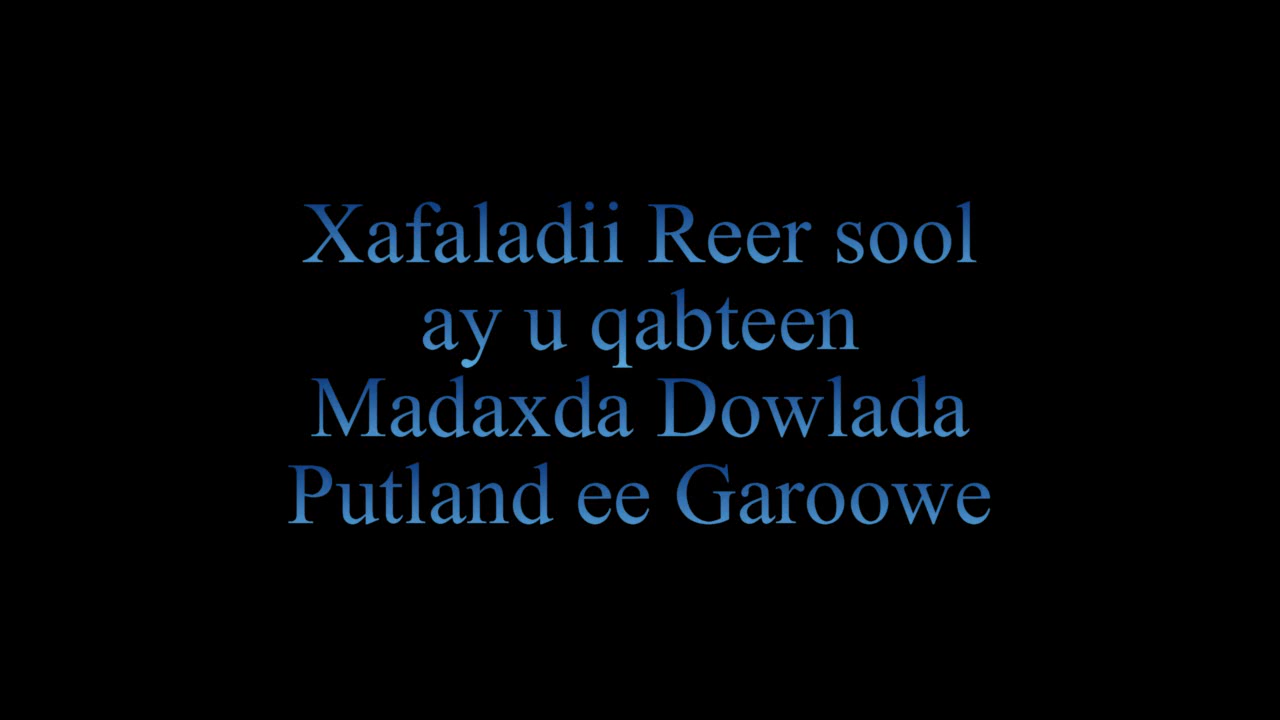 Xafaladii Reer sool
ay u qabteen
Madaxda Dowlada
Putland ee Garoowe